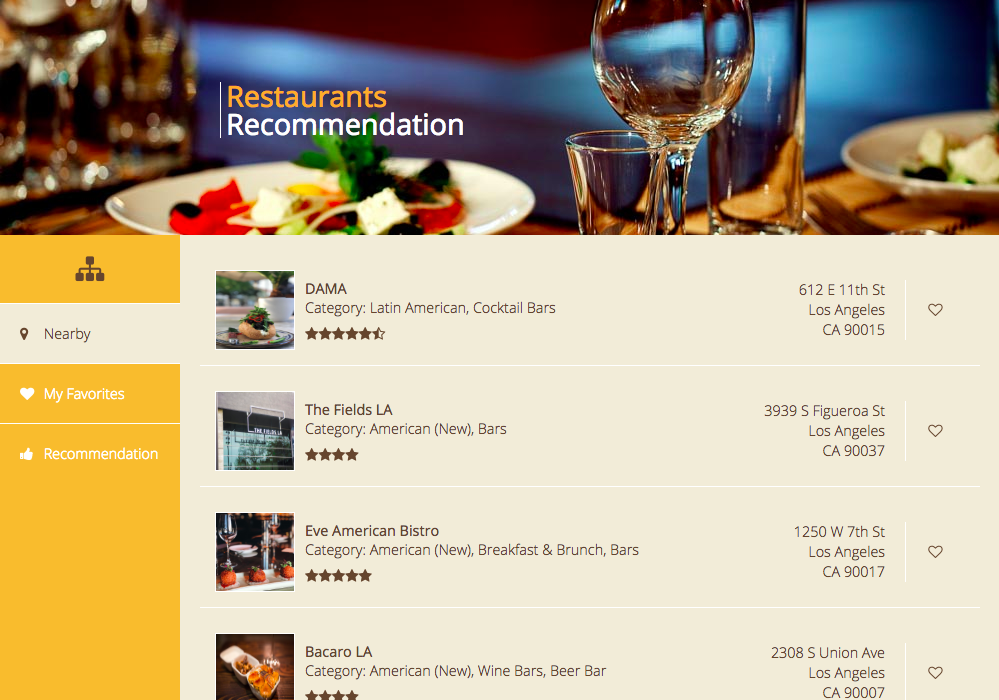 Restaurants
Recommendation
Nearby
My Favorites
Recommendation
DAMA
Category: Latin American, Cocktail Bars
612 E 11th St
Los Angeles
CA 90015
THE FIELDS LA
The Fields LA
Category: American (New), Bars
3939 S Figueroa St
Los Angeles
CA 90037
Eve American Bistro
Category: American (New), Breakfast & Brunch, Bars
1250 W 7th St
Los Angeles
CA 90017
Bacaro LA
Category: American (New), Wine Bars, Beer Bar
2308 S Union Ave
Los Angeles
CA 90007